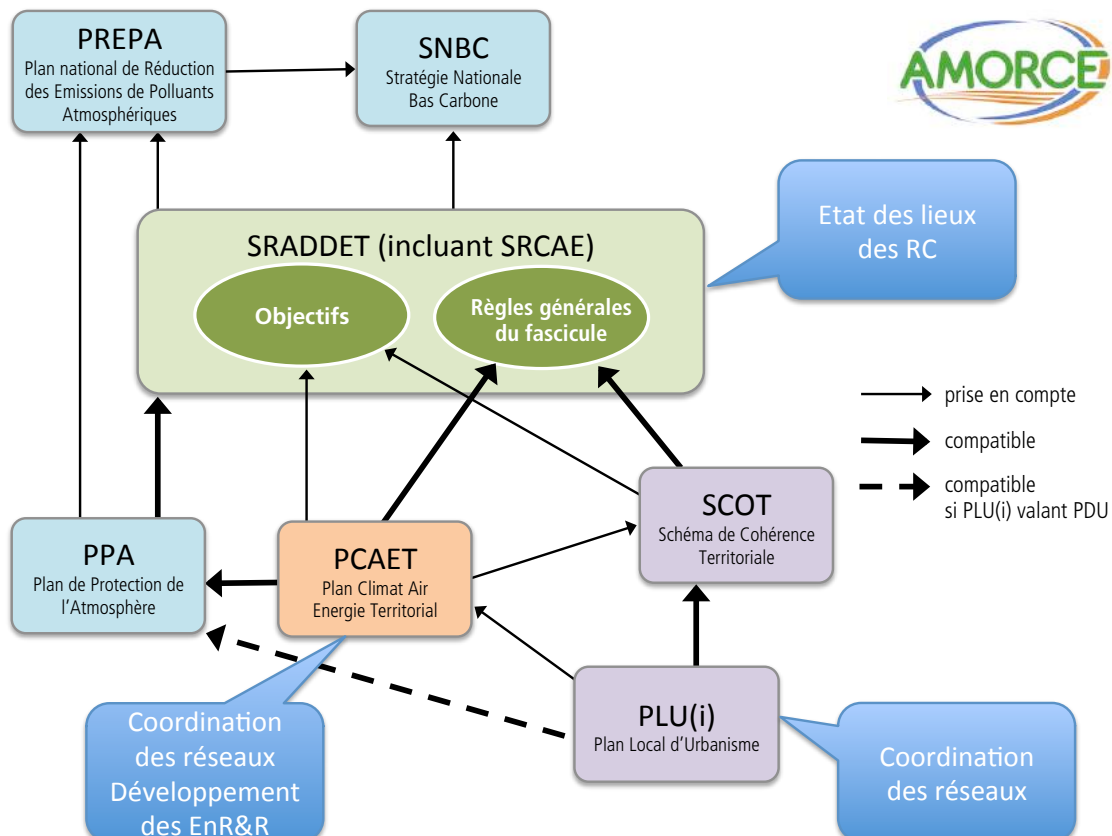 PREPA
Plan national de Réduction
des Emissions de Polluants
Atmosphériques
SNBC
Stratégie Nationale
Bas Carbone
AMORCE
Etat des lieux
des RC
SRADDET (incluant SRCAE)
Objectifs
Règles générales
du fascicule
prise en compte
compatible
compatible
si PLU(i) valant PDU
SCOT
Schéma de Cohérence
Territoriale
PPA
Plan de Protection de
l’Atmosphère
PCAET
Plan Climat Air
Energie Territorial
PLU(i)
Plan Local d’Urbanisme
Coordination
des réseaux
Développement
des EnR&R
Coordination
des réseaux